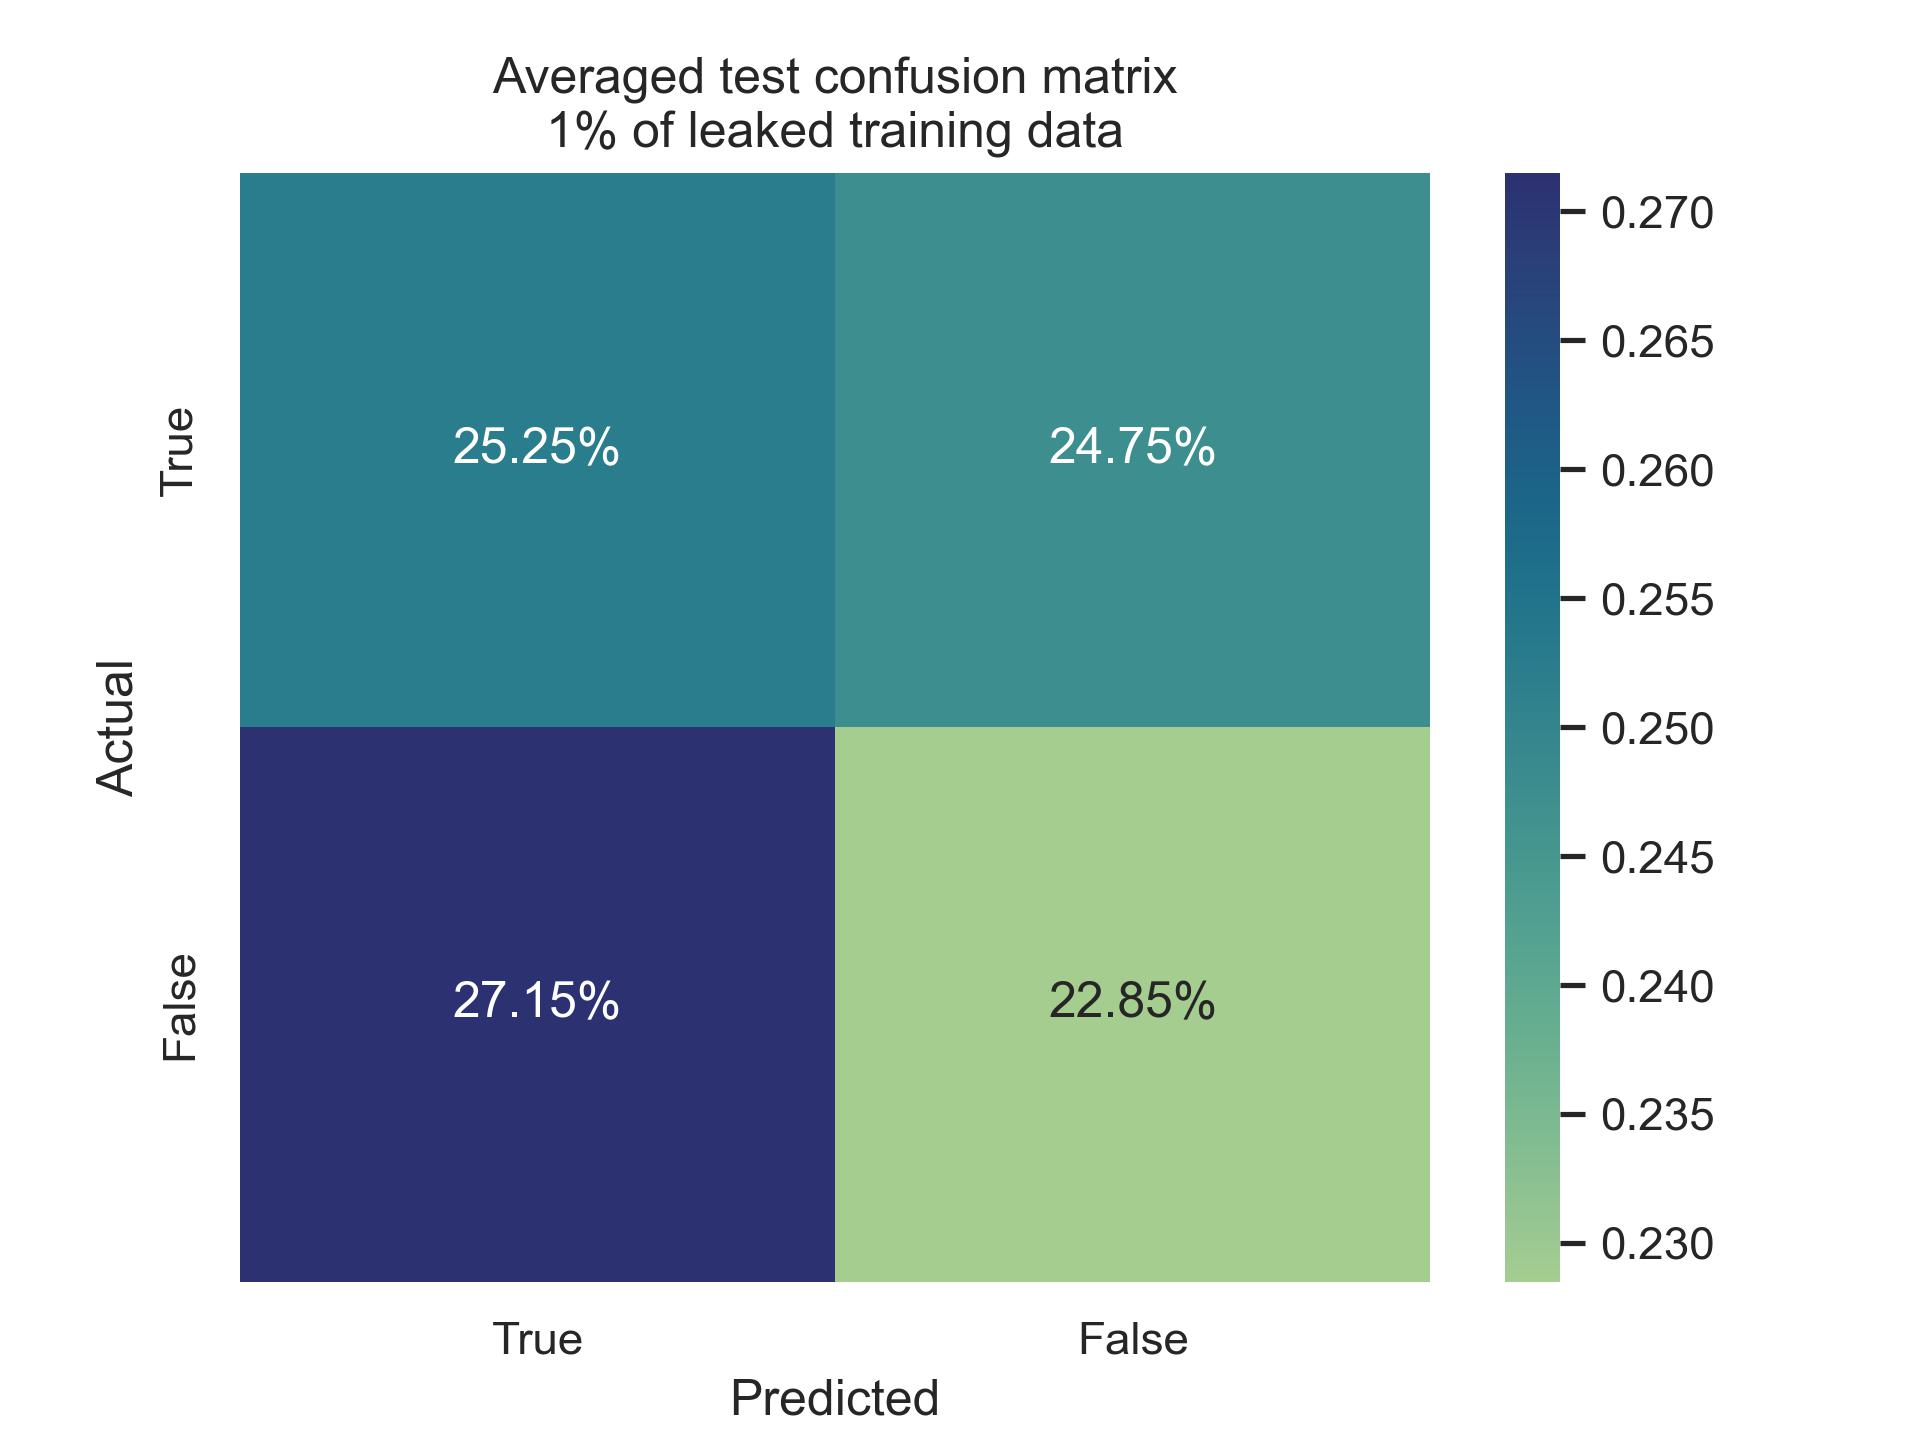 Averaged test confusion matrix
1% of leaked training data
Actual
True
False
25.25%
24.75%
27.15%
22.85%
True
False
Predicted
0.270
0.265
0.260
0.255
0.250
0.245
0.240
0.235
0.230